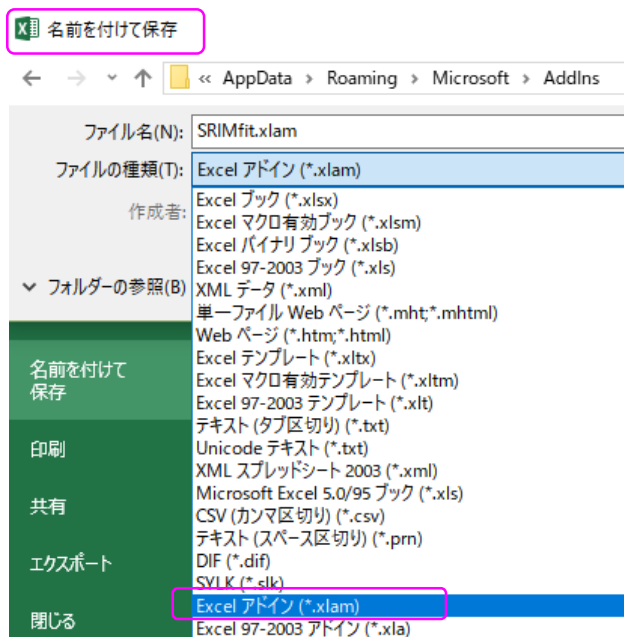 名前を付けて保存
« AppData > Roaming > Microsoft > AddIns
ファイル名(N): SRIMfit.xlam
ファイルの種類(T): Excel アドイン (*.xlam)
作成者:
Excel ブック (*.xlsx)
Excel マクロ有効ブック (*.xlsm)
Excel バイナリ ブック (*.xlsb)
Excel 97-2003 ブック (*.xls)
XML データ (*.xml)
単一ファイル Web ページ (*.mht;*.mhtml)
Web ページ (*.htm;*.html)
Excel テンプレート (*.xltx)
Excel マクロ有効テンプレート (*.xltm)
Excel 97-2003 テンプレート (*.xlt)
テキスト (タブ区切り) (*.txt)
Unicode テキスト (*.txt)
XML スプレッドシート 2003 (*.xml)
Microsoft Excel 5.0/95 ブック (*.xls)
CSV (カンマ区切り) (*.csv)
テキスト (スペース区切り) (*.prn)
DIF (*.dif)
SYLK (*.slk)
Excel アドイン (*.xlam)
Excel 97-2003 アドイン (*.xla)
フォルダーの参照(B)
名前を付けて
保存
印刷
共有
エクスポート
閉じる